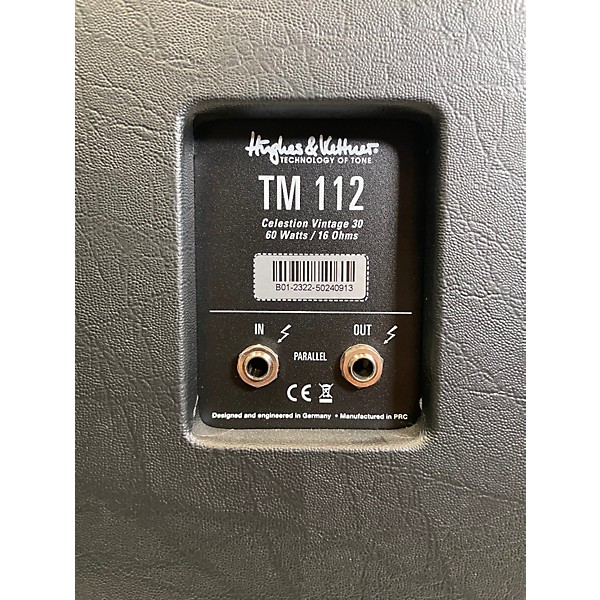 Hughes & Kettner.
TECHNOLOGY OF TONE
TM 112
Celestion Vintage 30
60 Watts / 16 Ohms
B01-2322-50240913
IN OUT
PARALLEL
CE
Designed and engineered in Germany • Manufactured in PRC